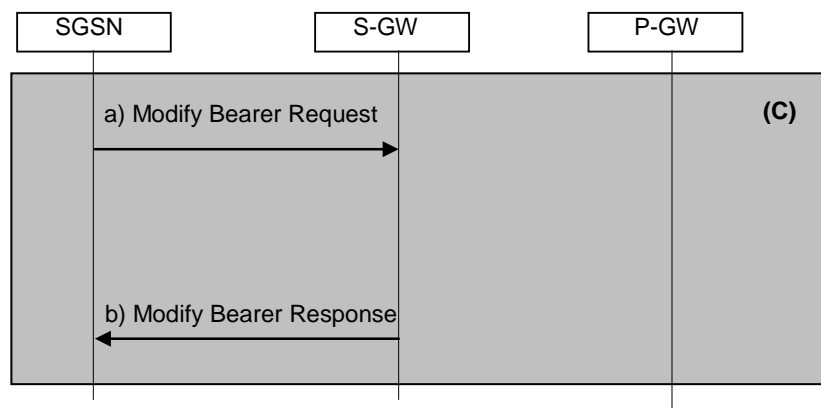 SGSN
S-GW
P-GW
(C)
a) Modify Bearer Request
b) Modify Bearer Response